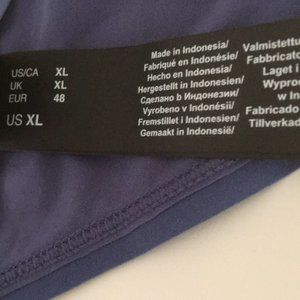 US/CA XL
UK XL
EUR 48
US XL
Made in Indonesia/
Fabriqué en Indonésie/
Hecho en Indonesia/
Hergestellt in Indonesien/
Сделано в Индонезии/
Vyrobeno v Indonésii/
Fremstillet i Indonesien/
Gemaakt in Indonesië/
Valmistettu
Fabbricato
Laget i
Wyprod
w In
Fabricado
Tillverkad